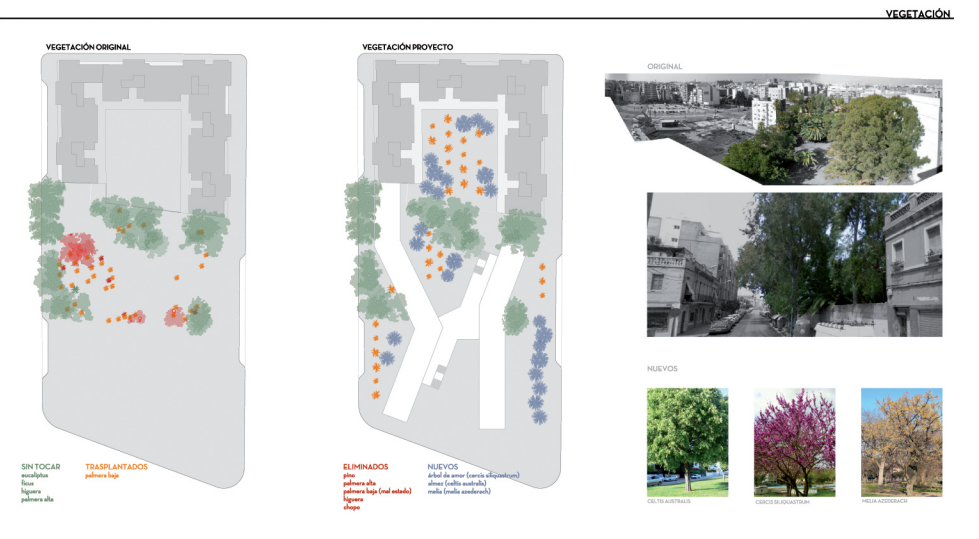 VEGETACIÓN
VEGETACIÓN ORIGINAL
VEGETACIÓN PROYECTO
ORIGINAL
NUEVOS
CELTIS AUSTRALIS
CERCIS SILIQUASTRUM
MELIA AZEDERACH
SIN TOCAR
eucaliptus
ficus
higuera
palmera alta
TRASPLANTADOS
palmera baja
ELIMINADOS
pino
palmera alta
palmera baja (mal estado)
higuera
chopo
NUEVOS
árbol de amor (cercis siliquastrum)
almez (celtis australis)
melia (melia azederach)